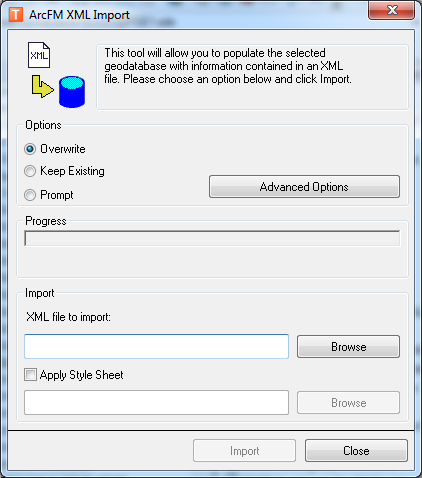 T ArcFM XML Import
XML
This tool will allow you to populate the selected
geodatabase with information contained in an XML
file. Please choose an option below and click Import.
Options
Overwrite
Keep Existing
Prompt
Advanced Options
Progress
Import
XML file to import:
Browse
Apply Style Sheet
Browse
Import
Close